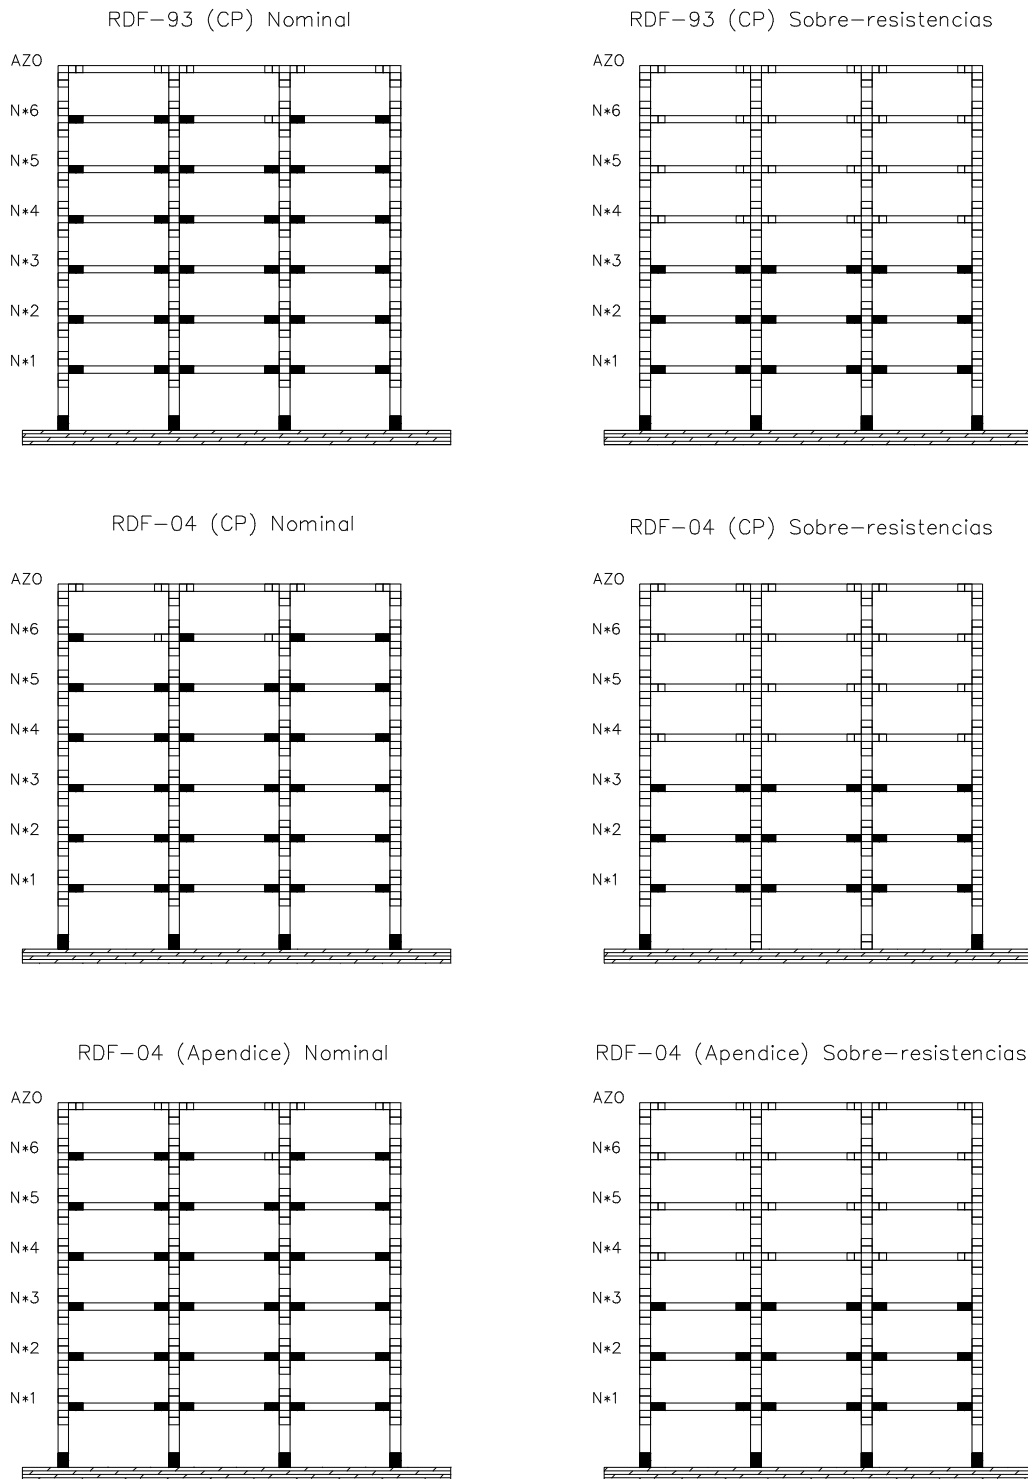 RDF-93 (CP) Nominal
AZO
N*6
N*5
N*4
N*3
N*2
N*1
RDF-93 (CP) Sobre-resistencias
AZO
N*6
N*5
N*4
N*3
N*2
N*1
RDF-04 (CP) Nominal
AZO
N*6
N*5
N*4
N*3
N*2
N*1
RDF-04 (CP) Sobre-resistencias
AZO
N*6
N*5
N*4
N*3
N*2
N*1
RDF-04 (Apendice) Nominal
AZO
N*6
N*5
N*4
N*3
N*2
N*1
RDF-04 (Apendice) Sobre-resistencias
AZO
N*6
N*5
N*4
N*3
N*2
N*1